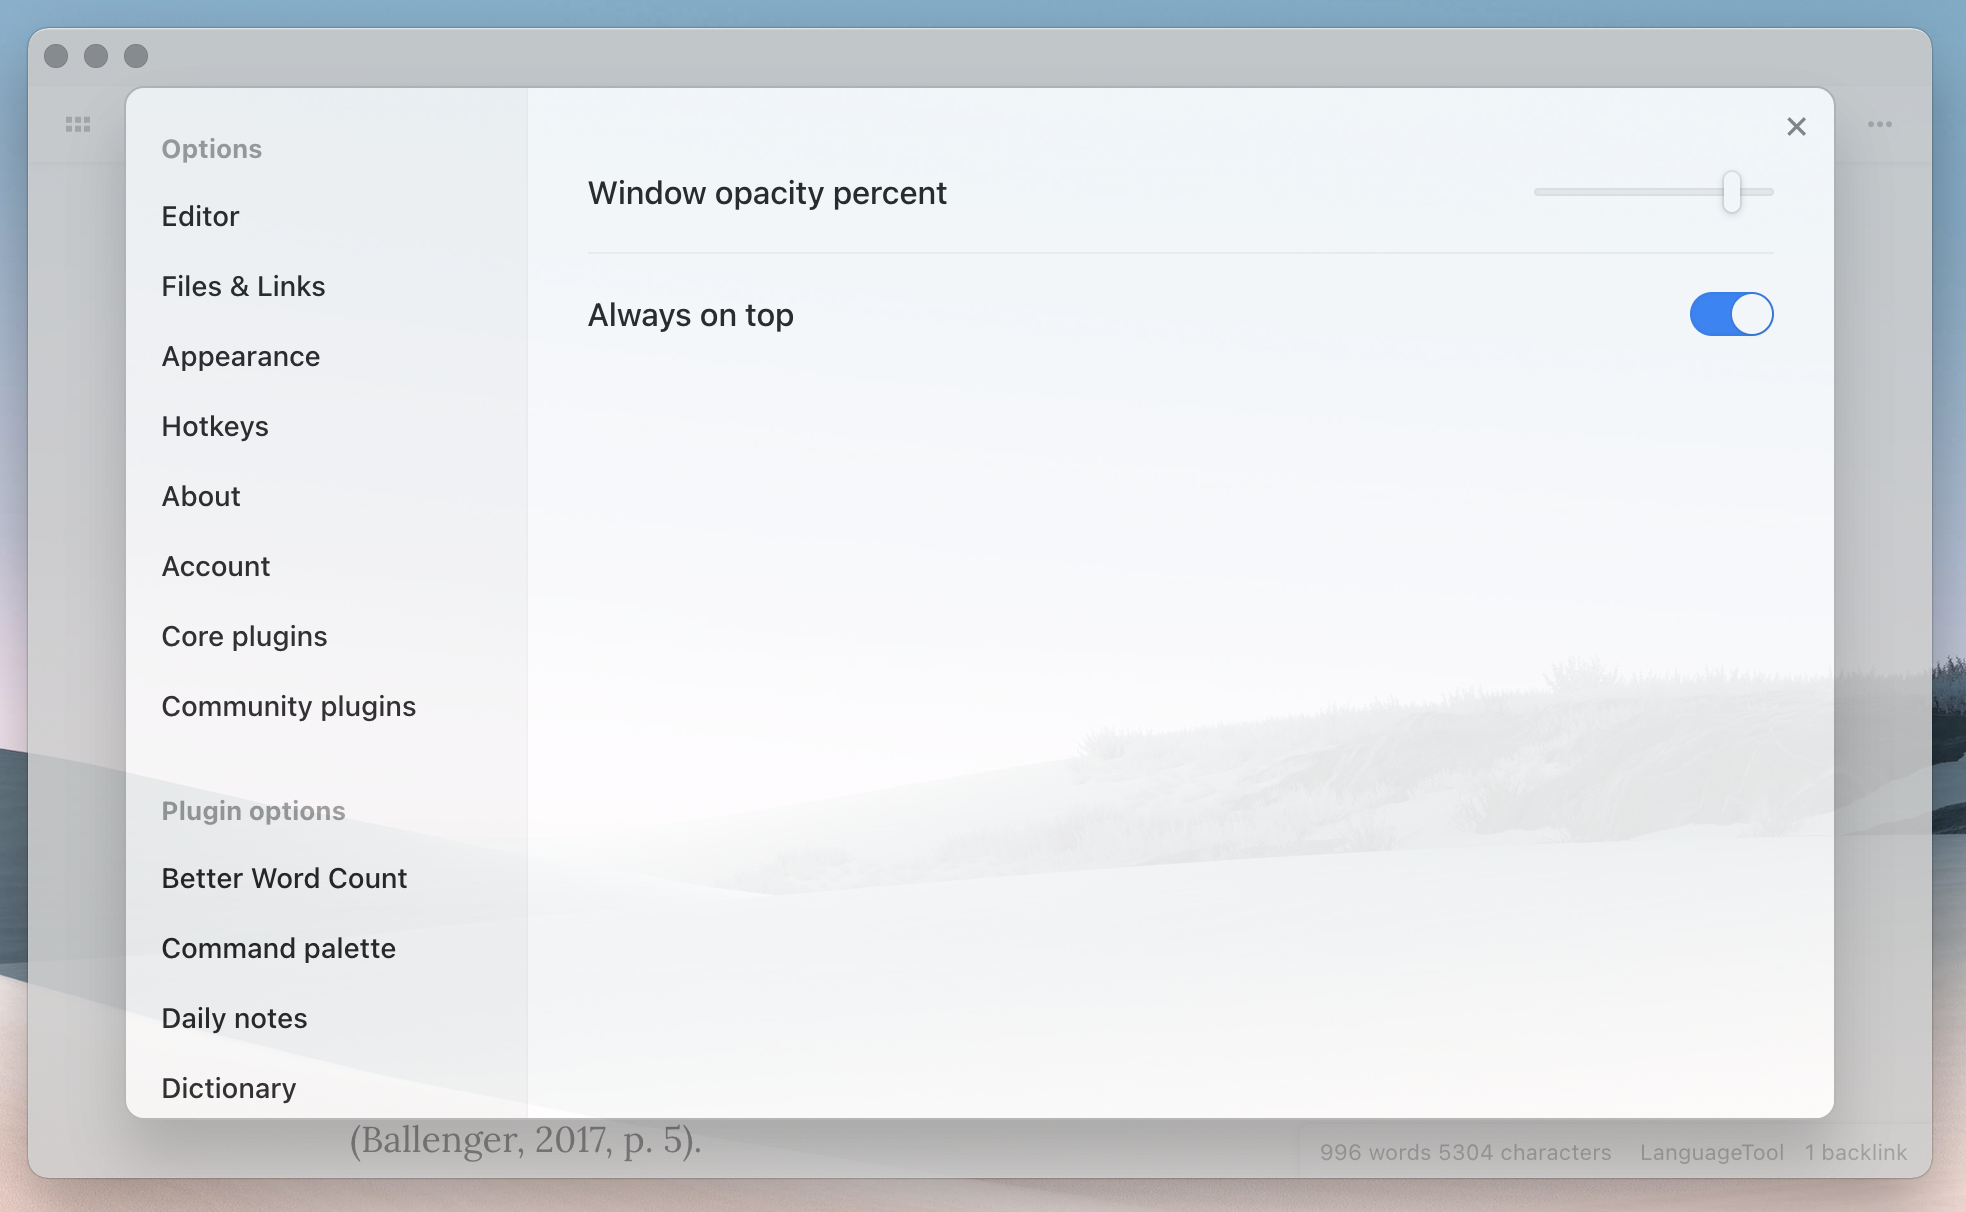 Options
Editor
Files & Links
Appearance
Hotkeys
About
Account
Core plugins
Community plugins
Plugin options
Better Word Count
Command palette
Daily notes
Dictionary
Window opacity percent
Always on top
(Ballenger, 2017, p. 5).
996 words 5304 characters LanguageTool 1 backlink